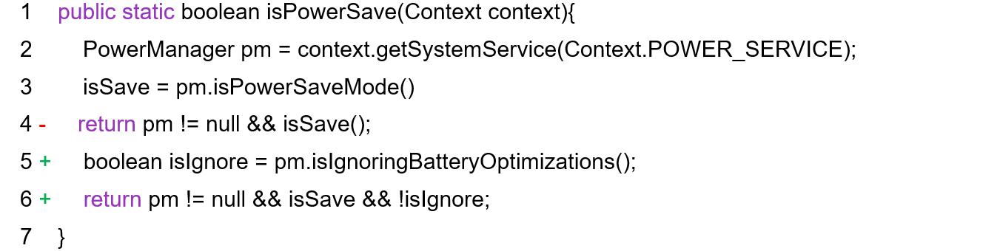 1 public static boolean isPowerSave(Context context){
2 PowerManager pm = context.getSystemService(Context.POWER_SERVICE);
3 isSave = pm.isPowerSaveMode()
4 - return pm != null && isSave();
5 + boolean isIgnore = pm.isIgnoringBatteryOptimizations();
6 + return pm != null && isSave && !isIgnore;
7 }